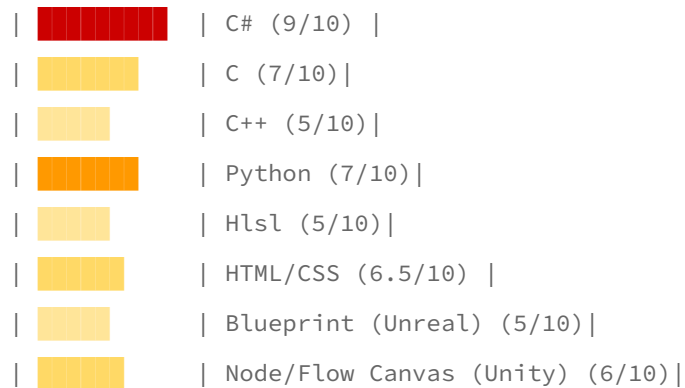 | █████████ | C# (9/10) |
| ███████ | C (7/10)|
| █████ | C++ (5/10)|
| ███████ | Python (7/10)|
| █████ | Hlsl (5/10)|
| ██████ | HTML/CSS (6.5/10) |
| █████ | Blueprint (Unreal) (5/10)|
| ██████ | Node/Flow Canvas (Unity) (6/10)|